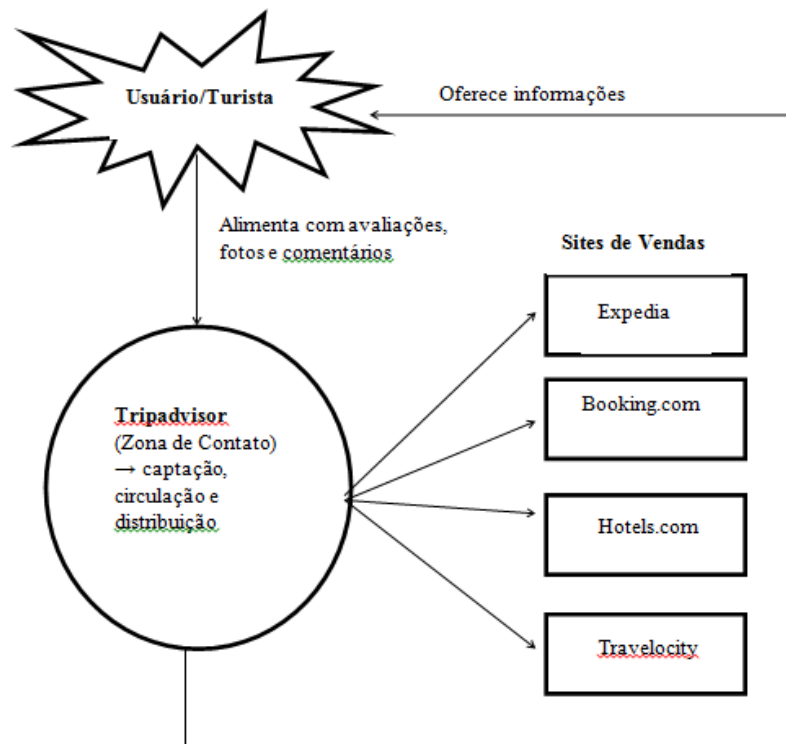 Usuário/Turista
Oferece informações
Alimenta com avaliações,
fotos e comentários
Sites de Vendas
Expedia
Booking.com
Hotels.com
Travelocity
Tripadvisor
(Zona de Contato)
→ captação,
circulação e
distribuição